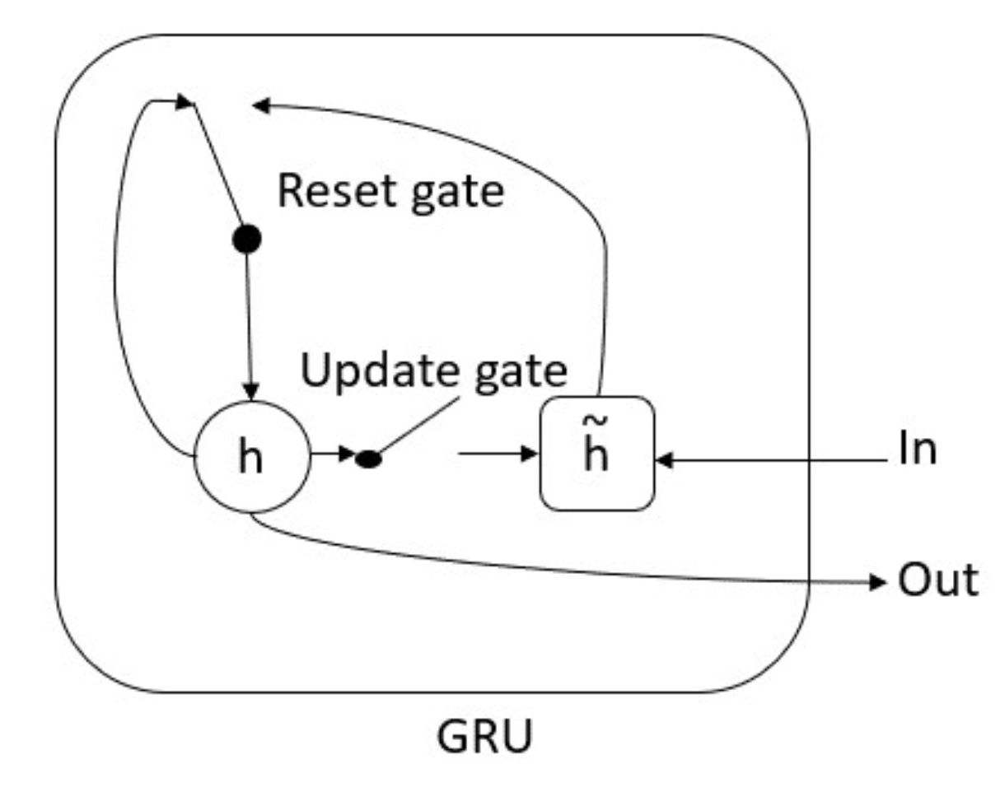 Reset gate
Update gate
h
h̃
In
Out
GRU